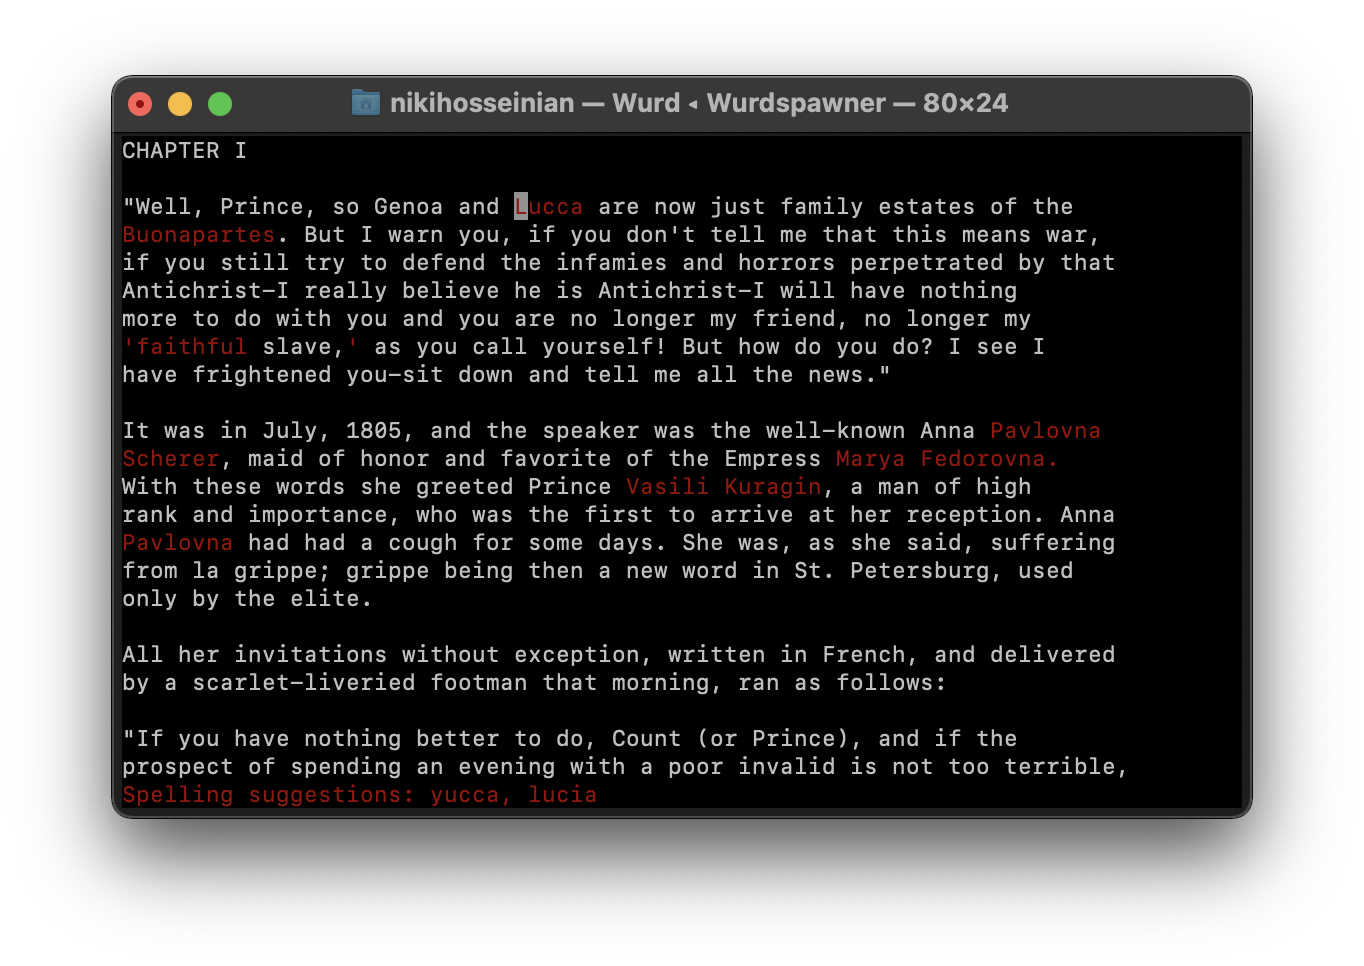 nikihosseinian — Wurd ◂ Wurdspawner — 80×24
CHAPTER I
"Well, Prince, so Genoa and Lucca are now just family estates of the
Buonapartes. But I warn you, if you don't tell me that this means war,
if you still try to defend the infamies and horrors perpetrated by that
Antichrist—I really believe he is Antichrist—I will have nothing
more to do with you and you are no longer my friend, no longer my
'faithful slave,' as you call yourself! But how do you do? I see I
have frightened you—sit down and tell me all the news."
It was in July, 1805, and the speaker was the well—known Anna Pavlovna
Scherer, maid of honor and favorite of the Empress Marya Fedorovna.
With these words she greeted Prince Vasili Kuragin, a man of high
rank and importance, who was the first to arrive at her reception. Anna
Pavlovna had had a cough for some days. She was, as she said, suffering
from la grippe; grippe being then a new word in St. Petersburg, used
only by the elite.
All her invitations without exception, written in French, and delivered
by a scarlet—liveried footman that morning, ran as follows:
"If you have nothing better to do, Count (or Prince), and if the
prospect of spending an evening with a poor invalid is not too terrible,
Spelling suggestions: yucca, lucia